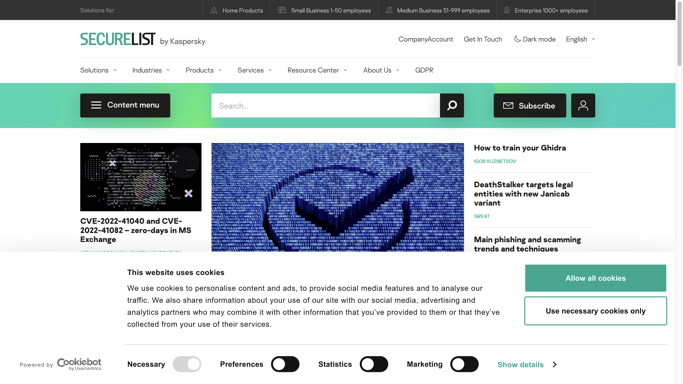 Solutions for:
Home Products
Small Business 1-50 employees
Medium Business 51-999 employees
Enterprise 1000+ employees
SECURELIST by Kaspersky
CompanyAccount
Get In Touch
Dark mode
English
Solutions
Industries
Products
Services
Resource Center
About Us
GDPR
Content menu
Search...
Subscribe
CVE-2022-41040 and CVE-
2022-41082 – zero-days in MS
Exchange
How to train your Ghidra
IGOR KUZNETSOV
DeathStalker targets legal
entities with new Janicab
variant
GREAT
Main phishing and scamming
trends and techniques
This website uses cookies
We use cookies to personalise content and ads, to provide social media features and to analyse our
traffic. We also share information about your use of our site with our social media, advertising and
analytics partners who may combine it with other information that you've provided to them or that they've
collected from your use of their services.
Allow all cookies
Use necessary cookies only
Powered by Cookiebot
by Usercentrics
Necessary
Preferences
Statistics
Marketing
Show details